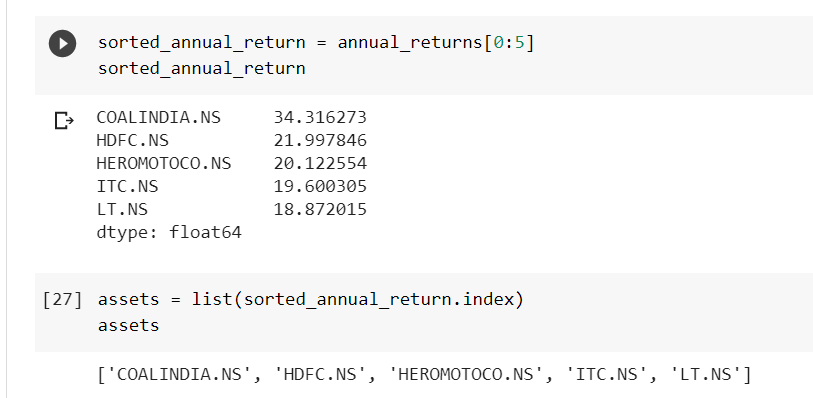 sorted_annual_return = annual_returns[0:5]
sorted_annual_return
COALINDIA.NS 34.316273
HDFC.NS 21.997846
HEROMOTOCO.NS 20.122554
ITC.NS 19.600305
LT.NS 18.872015
dtype: float64
[27] assets = list(sorted_annual_return.index)
assets
['COALINDIA.NS', 'HDFC.NS', 'HEROMOTOCO.NS', 'ITC.NS', 'LT.NS']